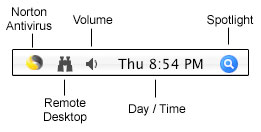 Norton
Antivirus
Volume
Spotlight
Thu 8:54 PM
Remote
Desktop
Day / Time